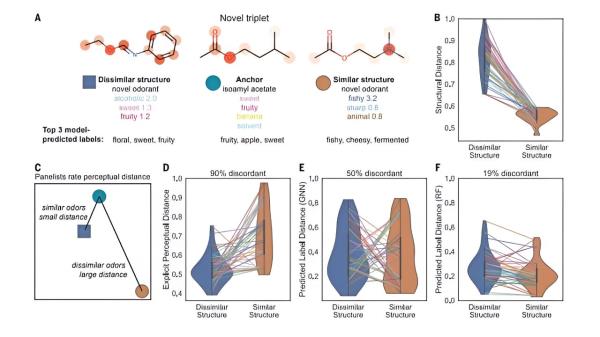 A
Novel triplet
Dissimilar structure
novel odorant
alcoholic 2.0
sweet 1.3
fruity 1.2
Anchor
isoamyl acetate
sweet
fruity
banana
solvent
Similar structure
novel odorant
fishy 3.2
sharp 0.8
animal 0.8
Top 3 model-
predicted labels:
floral, sweet, fruity
fruity, apple, sweet
fishy, cheesy, fermented
B
Structural Distance
1.0
0.9
0.8
0.7
0.6
0.5
Dissimilar
Structure
Similar
Structure
C
Panelists rate perceptual distance
similar odors
small distance
dissimilar odors
large distance
D
90% discordant
Explicit Perceptual Distance
1.0
0.9
0.8
0.7
0.6
0.5
0.4
Dissimilar
Structure
Similar
Structure
E
50% discordant
Predicted Label Distance (GNN)
1.0
0.8
0.6
0.4
0.2
Dissimilar
Structure
Similar
Structure
F
19% discordant
Predicted Label Distance (RF)
1.0
0.8
0.6
0.4
0.2
0.0
Dissimilar
Structure
Similar
Structure